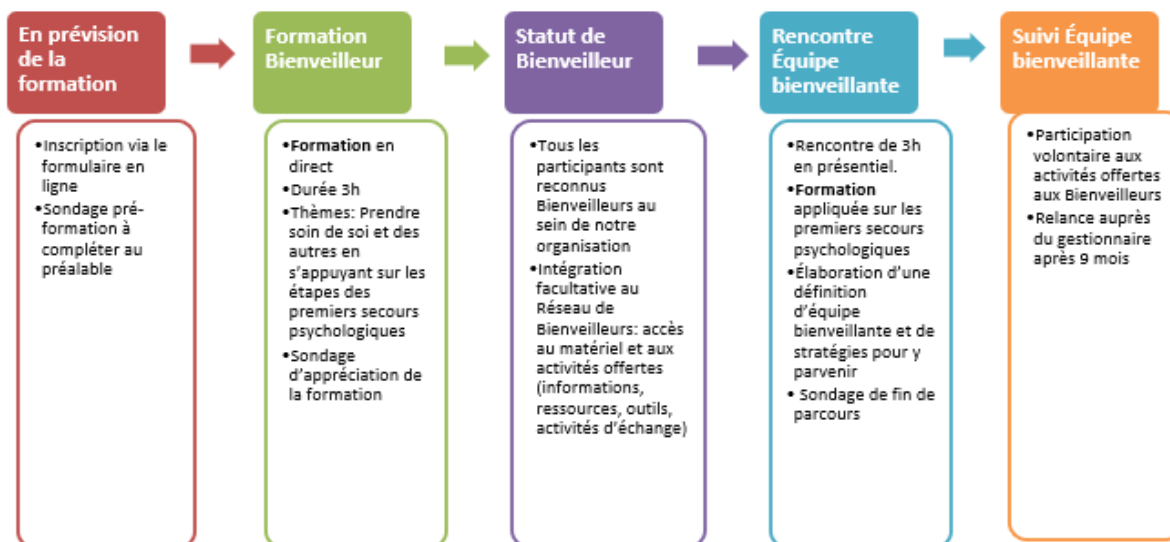 En prévision
de la
formation
•Inscription via le
formulaire en
ligne
•Sondage pré-
formation à
compléter au
préalable
Formation
Bienveilleur
•Formation en
direct
•Durée 3h
•Thèmes: Prendre
soin de soi et des
autres en
s'appuyant sur les
étapes des
premiers secours
psychologiques
•Sondage
d'appréciation de
la formation
Statut de
Bienveilleur
•Tous les
participants sont
reconnus
Bienveilleurs au
sein de notre
organisation
•Intégration
facultative au
Réseau de
Bienveilleurs: accès
au matériel et aux
activités offertes
(informations,
ressources, outils,
activités d'échange)
Rencontre
Équipe
bienveillante
•Rencontre de 3h
en présentiel.
•Formation
appliquée sur les
premiers secours
psychologiques
•Élaboration d'une
définition
d'équipe
bienveillante et de
stratégies pour y
parvenir
• Sondage de fin de
parcours
Suivi Équipe
bienveillante
•Participation
volontaire aux
activités offertes
aux Bienveilleurs
•Relance auprès
du gestionnaire
après 9 mois